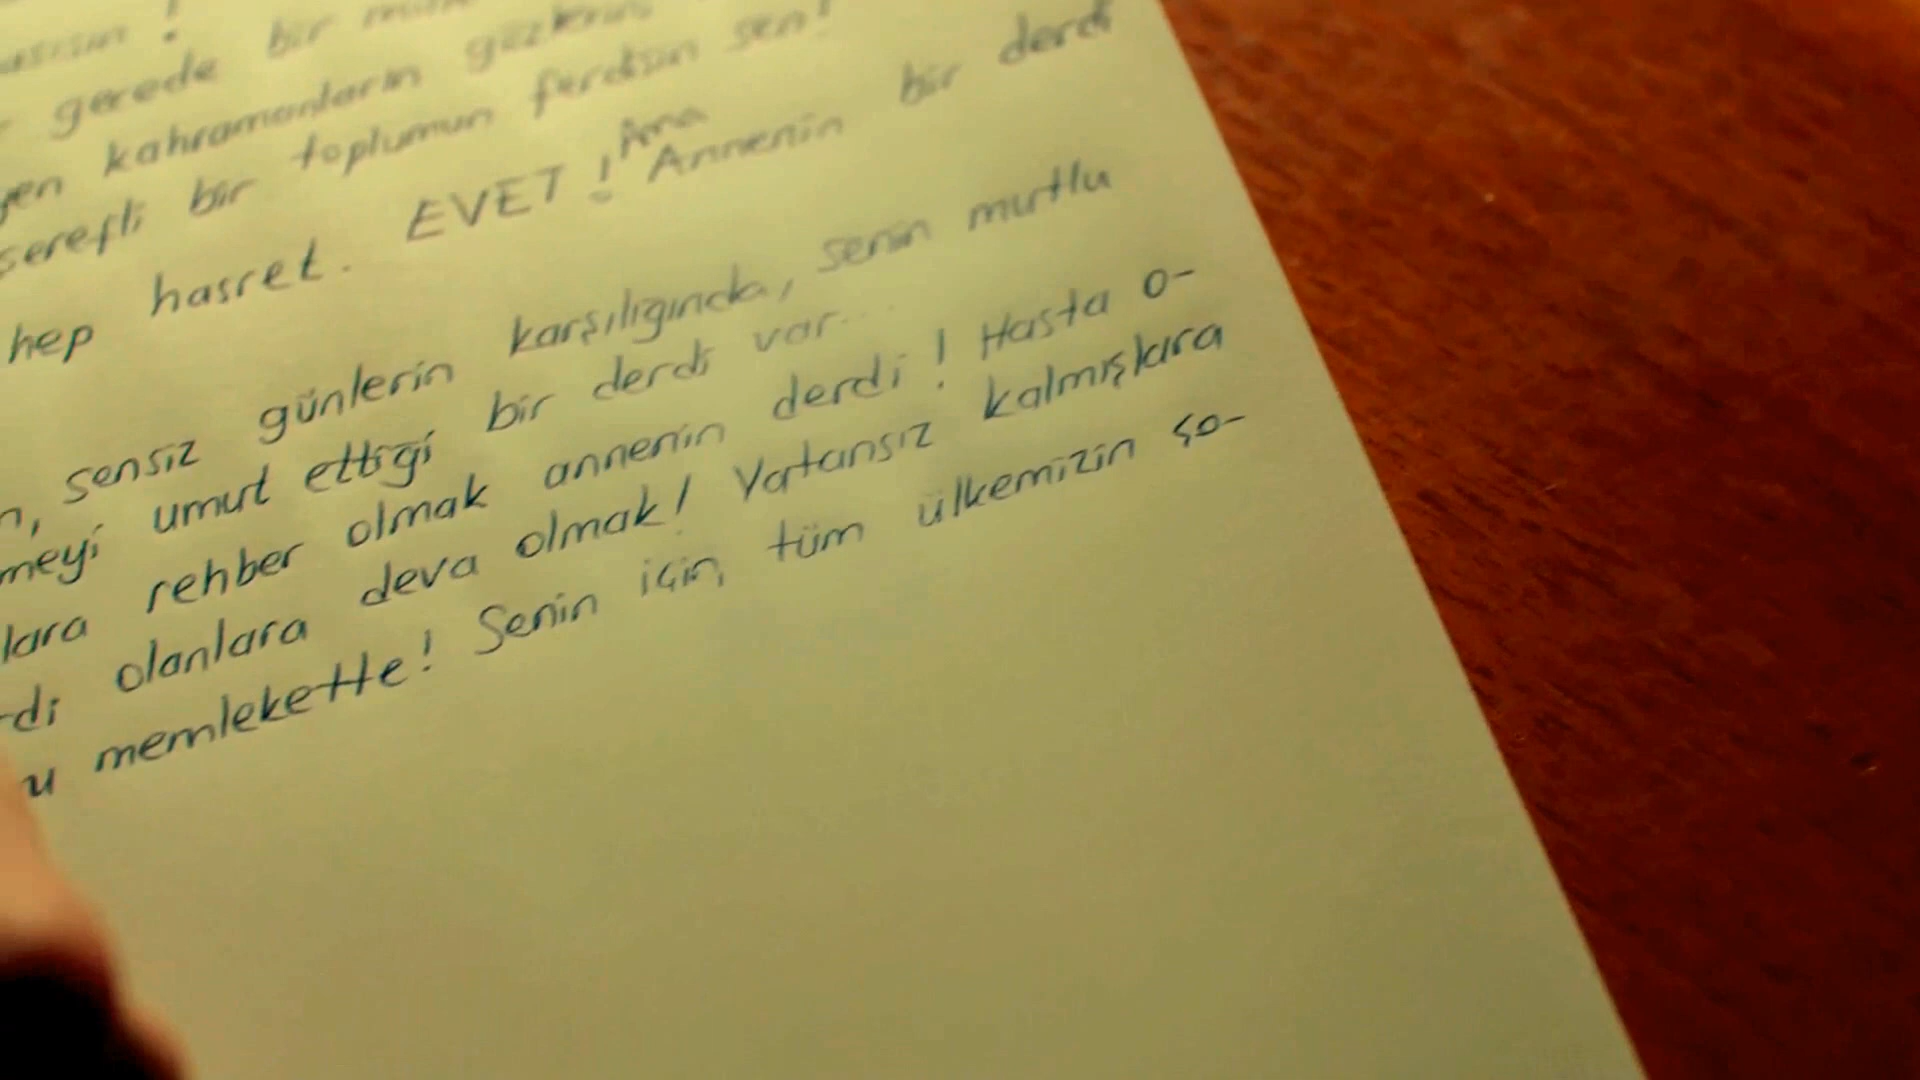 !
gerede bir
kahramanların
şerefli bir toplumun ferdisin sen!
hep hasret. EVET! Ama Annenin bir derdi
sensiz günlerin karşılığında, senin mutlu
meyi umut ettiği bir derdi var...
lara rehber olmak annenin derdi! Hasta o-
di olanlara deva olmak! Vatansız kalmışlara
u memlekette! Senin için, tüm ülkemizin ço-